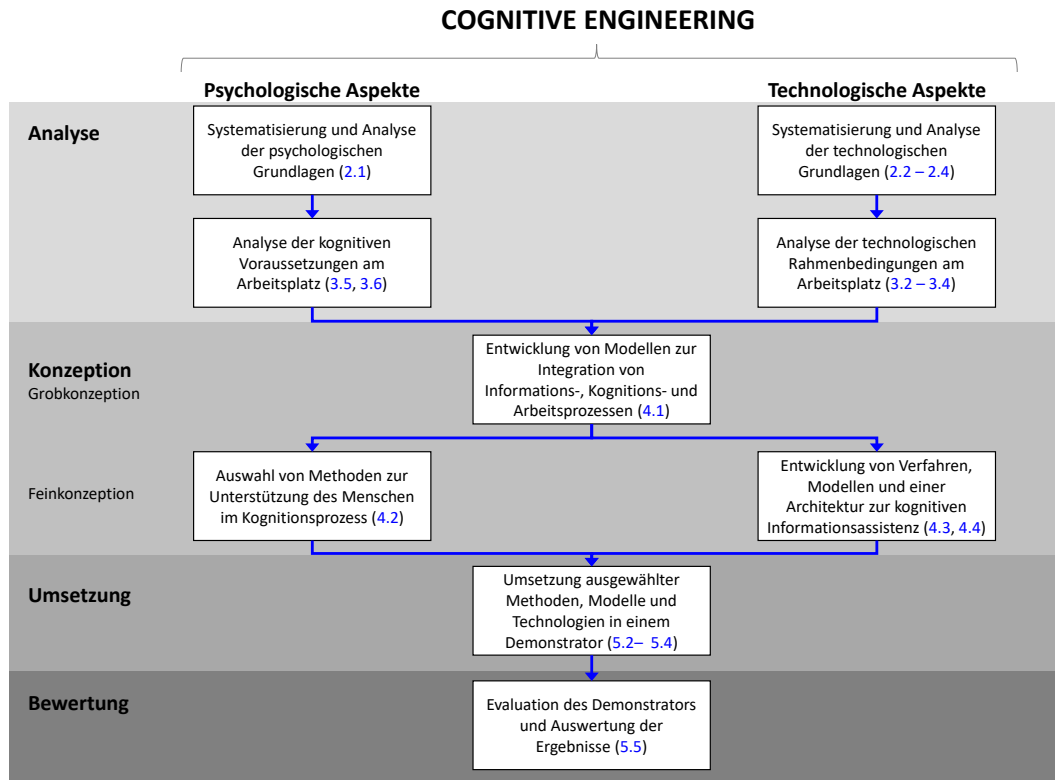 COGNITIVE ENGINEERING
Psychologische Aspekte
Technologische Aspekte
Analyse
Systematisierung und Analyse
der psychologischen
Grundlagen (2.1)
Systematisierung und Analyse
der technologischen
Grundlagen (2.2 – 2.4)
Analyse der kognitiven
Voraussetzungen am
Arbeitsplatz (3.5, 3.6)
Analyse der technologischen
Rahmenbedingungen am
Arbeitsplatz (3.2 – 3.4)
Konzeption
Grobkonzeption
Entwicklung von Modellen zur
Integration von
Informations-, Kognitions- und
Arbeitsprozessen (4.1)
Feinkonzeption
Auswahl von Methoden zur
Unterstützung des Menschen
im Kognitionsprozess (4.2)
Entwicklung von Verfahren,
Modellen und einer
Architektur zur kognitiven
Informationsassistenz (4.3, 4.4)
Umsetzung
Umsetzung ausgewählter
Methoden, Modelle und
Technologien in einem
Demonstrator (5.2– 5.4)
Bewertung
Evaluation des Demonstrators
und Auswertung der
Ergebnisse (5.5)